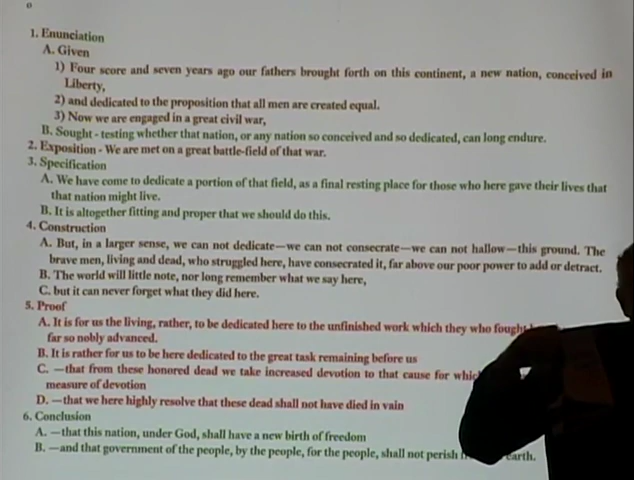 1. Enunciation
A. Given
1) Four score and seven years ago our fathers brought forth on this continent, a new nation, conceived in
Liberty,
2) and dedicated to the proposition that all men are created equal.
3) Now we are engaged in a great civil war,
B. Sought - testing whether that nation, or any nation so conceived and so dedicated, can long endure.
2. Exposition - We are met on a great battle-field of that war.
3. Specification
A. We have come to dedicate a portion of that field, as a final resting place for those who here gave their lives that
that nation might live.
B. It is altogether fitting and proper that we should do this.
4. Construction
A. But, in a larger sense, we can not dedicate—we can not consecrate—we can not hallow—this ground. The
brave men, living and dead, who struggled here, have consecrated it, far above our poor power to add or detract.
B. The world will little note, nor long remember what we say here,
C. but it can never forget what they did here.
5. Proof
A. It is for us the living, rather, to be dedicated here to the unfinished work which they who fought
far so nobly advanced.
B. It is rather for us to be here dedicated to the great task remaining before us
C. —that from these honored dead we take increased devotion to that cause for
measure of devotion
D. —that we here highly resolve that these dead shall not have died in vain
6. Conclusion
A. —that this nation, under God, shall have a new birth of freedom
B. —and that government of the people, by the people, for the people, shall not perish earth.